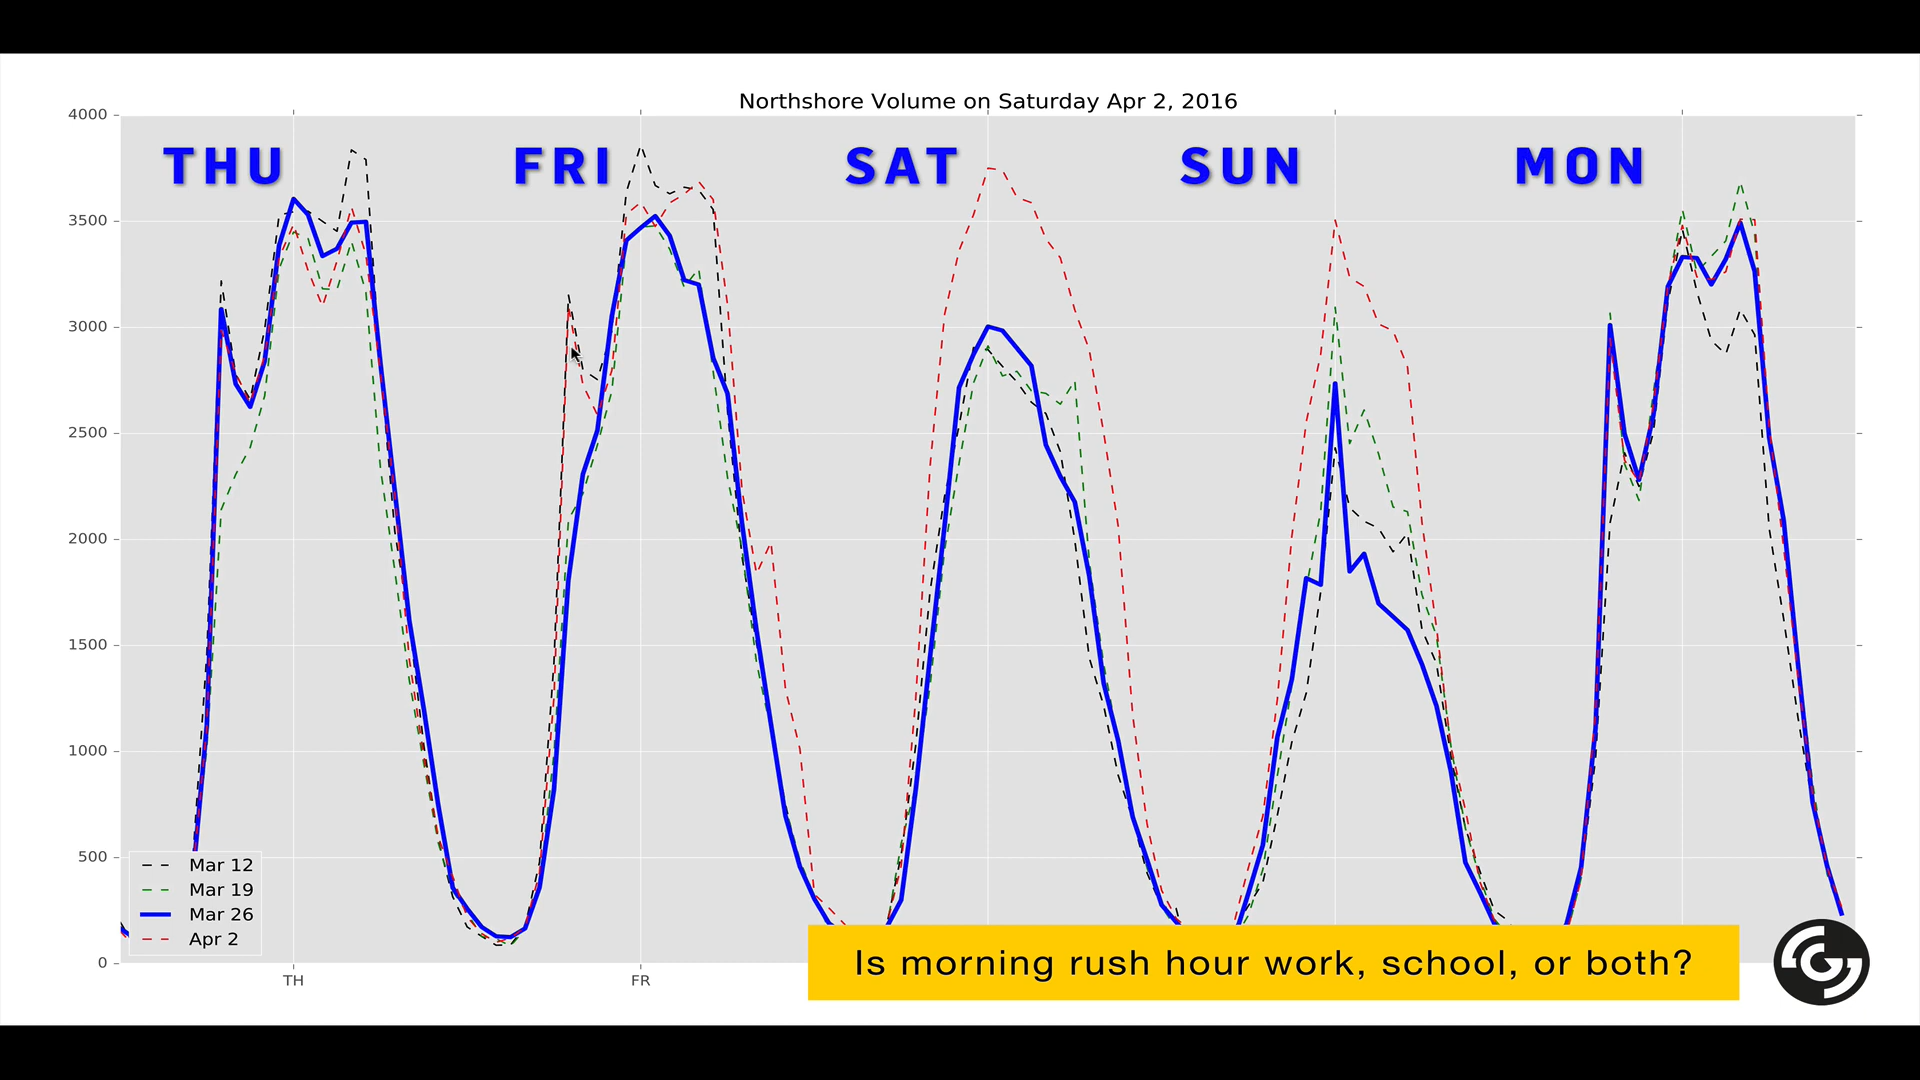 Northshore Volume on Saturday Apr 2, 2016
4000
3500
3000
2500
2000
1500
1000
500
0
THU FRI SAT SUN MON
Mar 12
Mar 19
Mar 26
Apr 2
TH FR
Is morning rush hour work, school, or both?